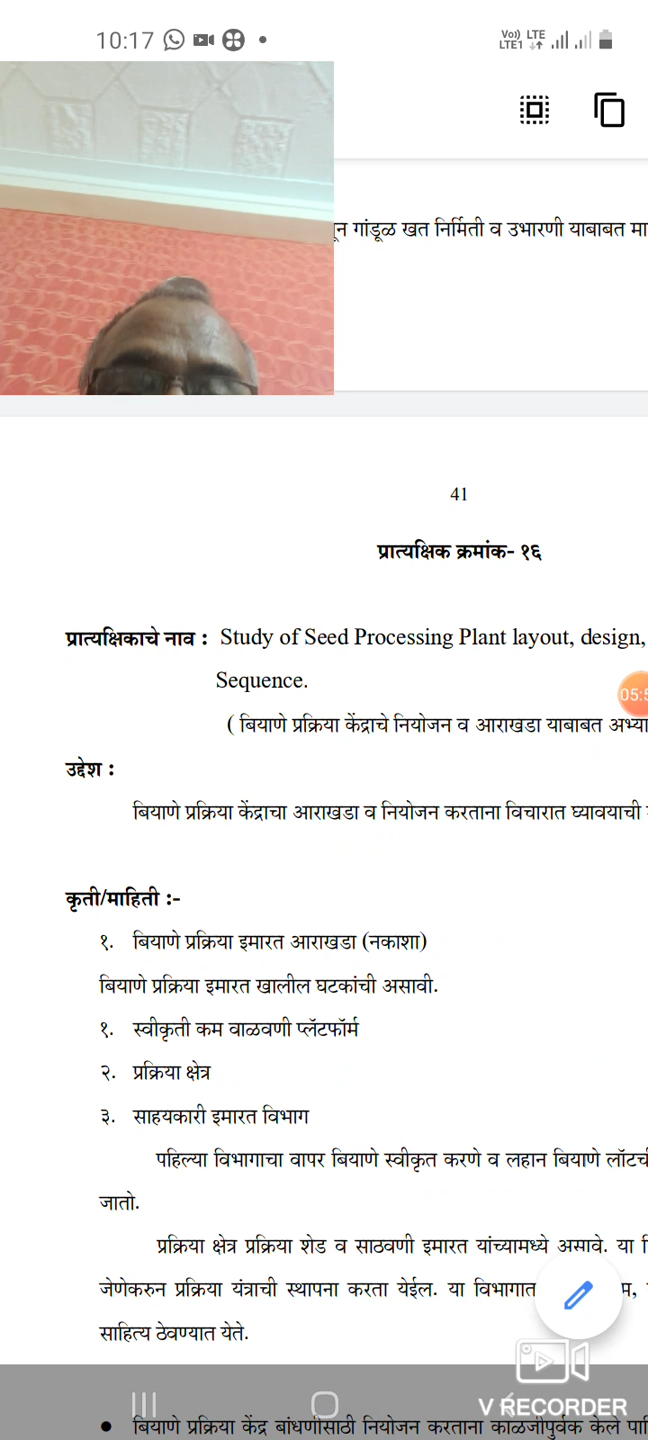 10:17
Vo) LTE
LTE1
गांडूळ खत निर्मिती व उभारणी याबाबत
41
प्रात्यक्षिक क्रमांक- १६
प्रात्यक्षिकाचे नाव : Study of Seed Processing Plant layout, design,
Sequence.
05:5
( बियाणे प्रक्रिया केंद्राचे नियोजन व आराखडा याबाबत
उद्देश :
बियाणे प्रक्रिया केंद्राचा आराखडा व नियोजन करताना विचारात घ्यावयाची
कृती/माहिती :-
१. बियाणे प्रक्रिया इमारत आराखडा (नकाशा)
बियाणे प्रक्रिया इमारत खालील घटकांची असावी.
१. स्वीकृती कम वाळवणी प्लॅटफॉर्म
२. प्रक्रिया क्षेत्र
३. साहयकारी इमारत विभाग
पहिल्या विभागाचा वापर बियाणे स्वीकृत करणे व लहान बियाणे
जातो.
प्रक्रिया क्षेत्र प्रक्रिया शेड व साठवणी इमारत यांच्यामध्ये असावे. या
जेणेकरुन प्रक्रिया यंत्राची स्थापना करता येईल. या विभागात
साहित्य ठेवण्यात येते.
V RECORDER
● बियाणे प्रक्रिया केंद्र बांधणीसाठी नियोजन करताना काळजीपुर्वक केले